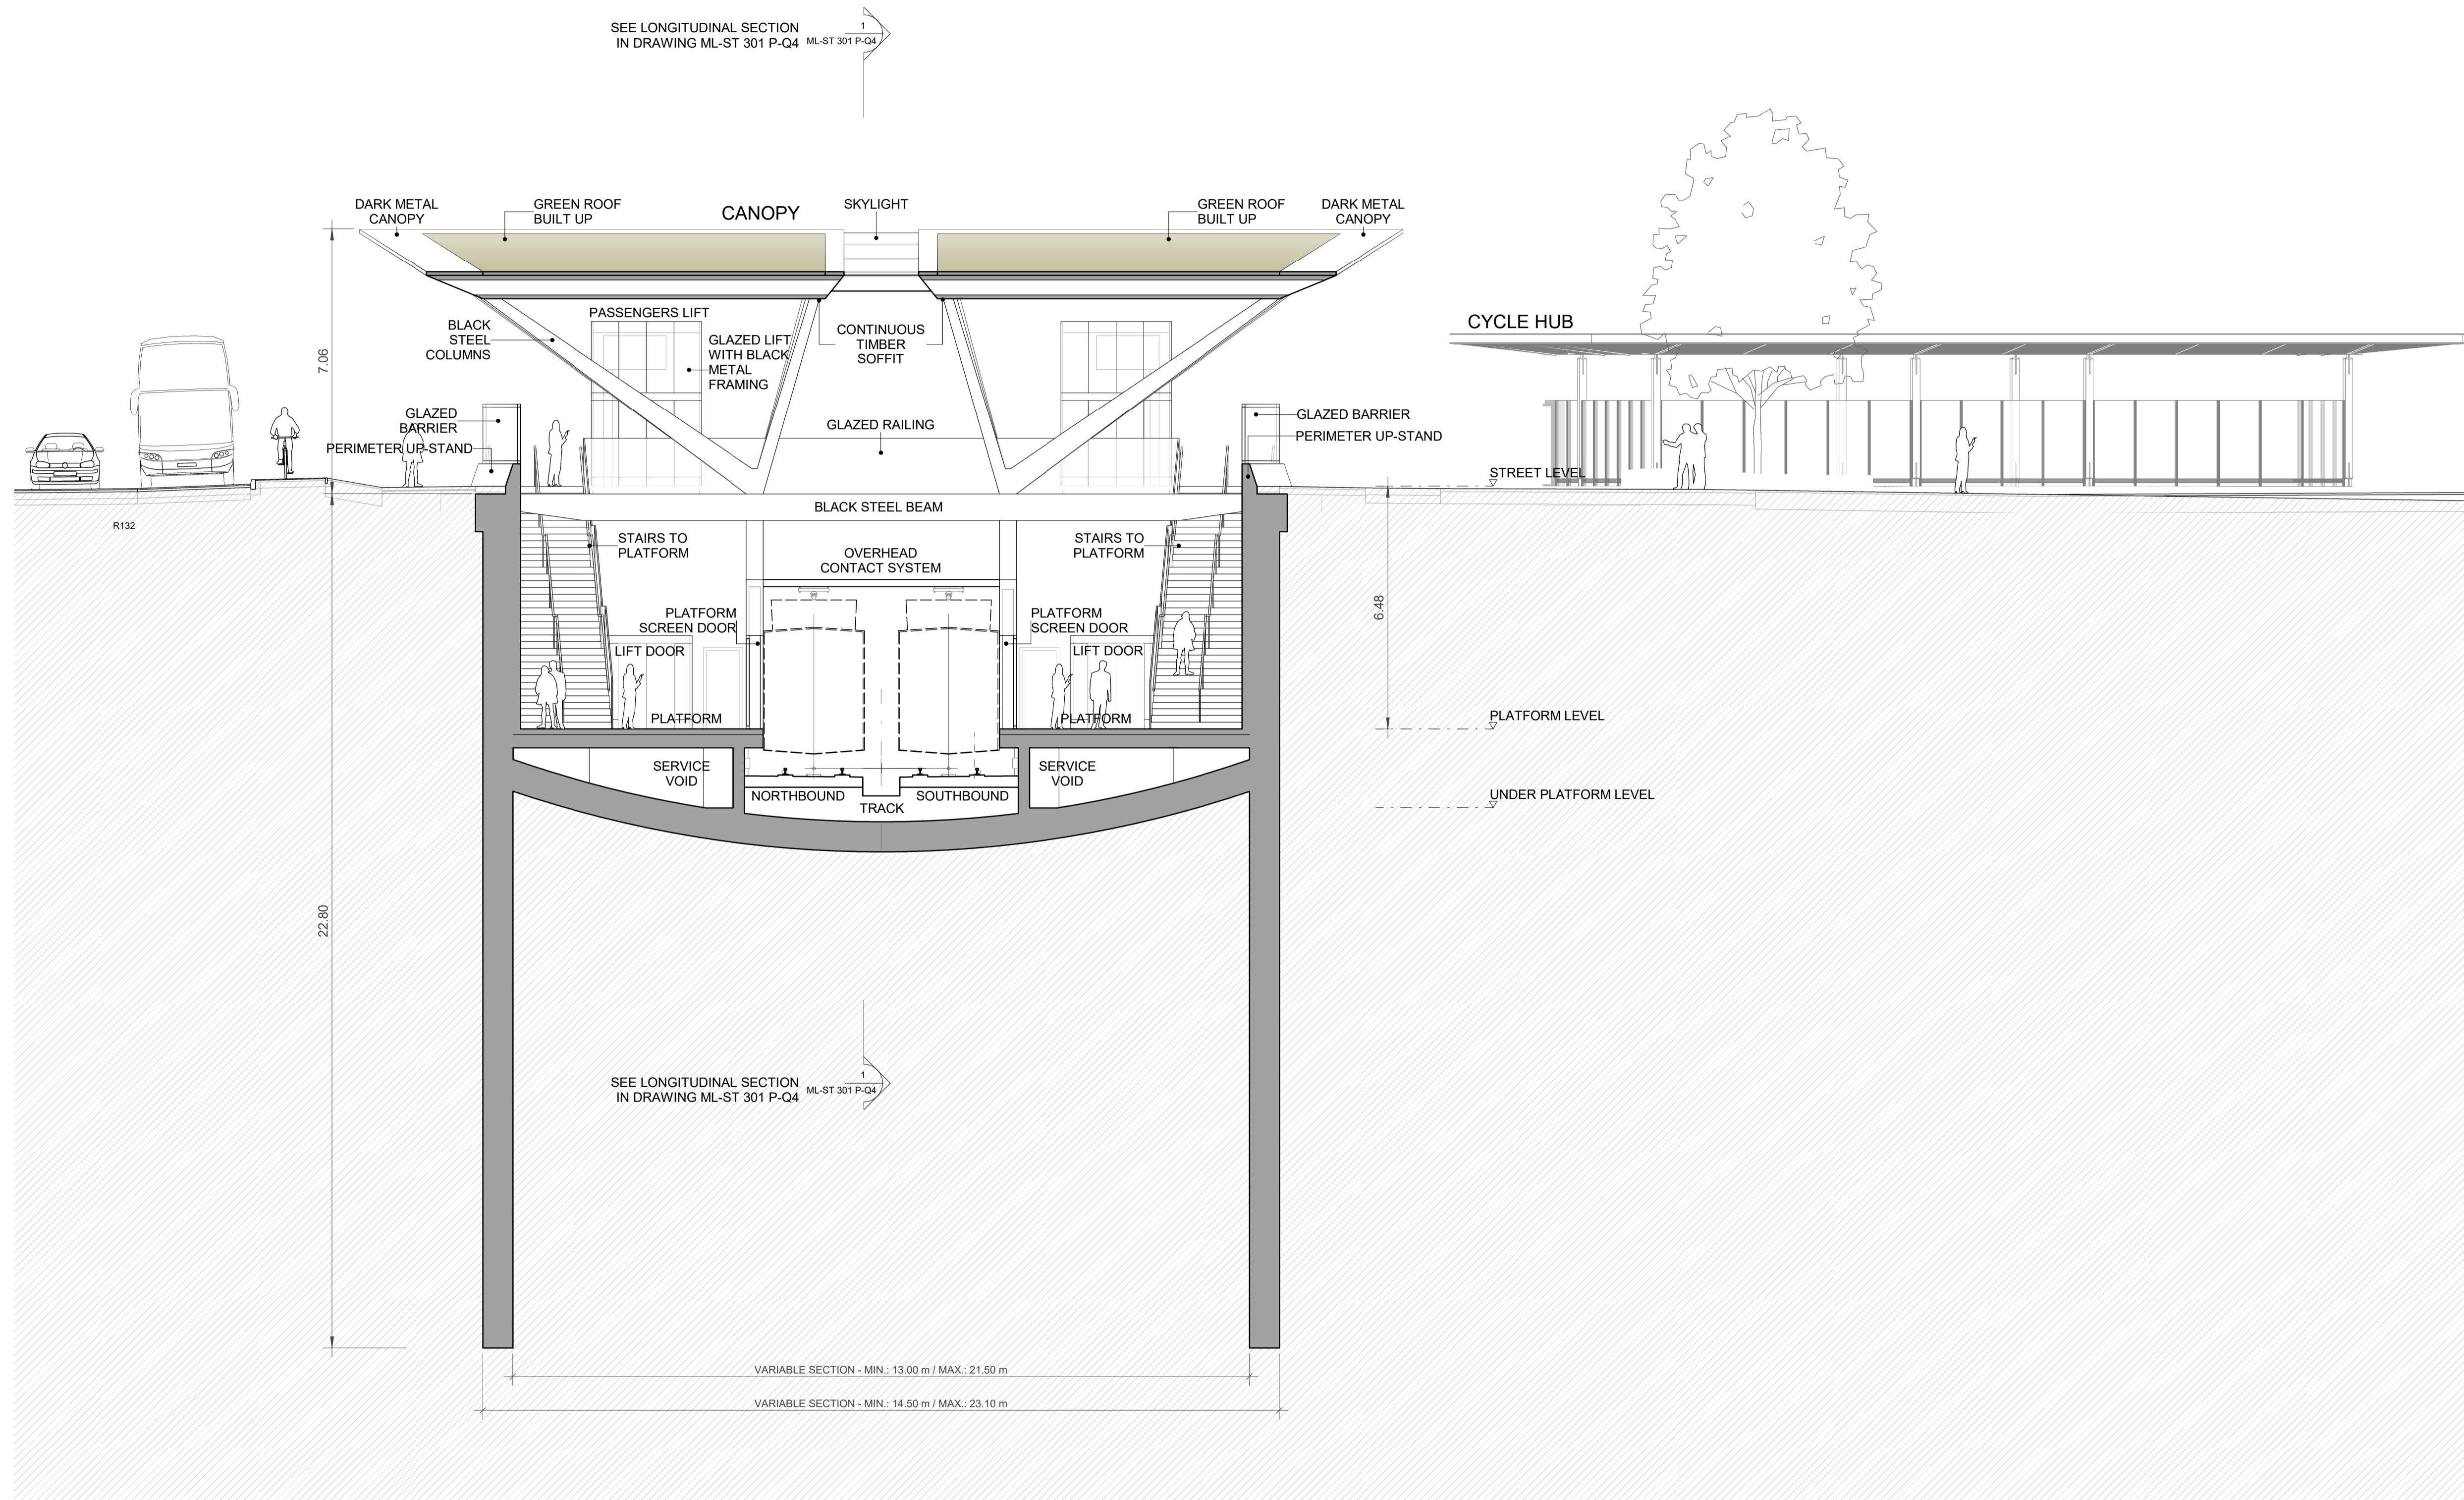 SEE LONGITUDINAL SECTION
IN DRAWING ML-ST 301 P-Q4
1
ML-ST 301 P-Q4
DARK METAL
CANOPY
GREEN ROOF
BUILT UP
CANOPY
SKYLIGHT
GREEN ROOF
BUILT UP
DARK METAL
CANOPY
7.06
BLACK
STEEL
COLUMNS
PASSENGERS LIFT
GLAZED LIFT
WITH BLACK
METAL
FRAMING
CONTINUOUS
TIMBER
SOFFIT
CYCLE HUB
GLAZED
BARRIER
PERIMETER UP-STAND
GLAZED RAILING
GLAZED BARRIER
PERIMETER UP-STAND
STREET LEVEL
R132
BLACK STEEL BEAM
STAIRS TO
PLATFORM
OVERHEAD
CONTACT SYSTEM
STAIRS TO
PLATFORM
6.48
PLATFORM
SCREEN DOOR
PLATFORM
SCREEN DOOR
LIFT DOOR
LIFT DOOR
PLATFORM
PLATFORM
PLATFORM LEVEL
SERVICE
VOID
SERVICE
VOID
NORTHBOUND
SOUTHBOUND
TRACK
UNDER PLATFORM LEVEL
22.80
SEE LONGITUDINAL SECTION
IN DRAWING ML-ST 301 P-Q4
1
ML-ST 301 P-Q4
VARIABLE SECTION - MIN.: 13.00 m / MAX.: 21.50 m
VARIABLE SECTION - MIN.: 14.50 m / MAX.: 23.10 m